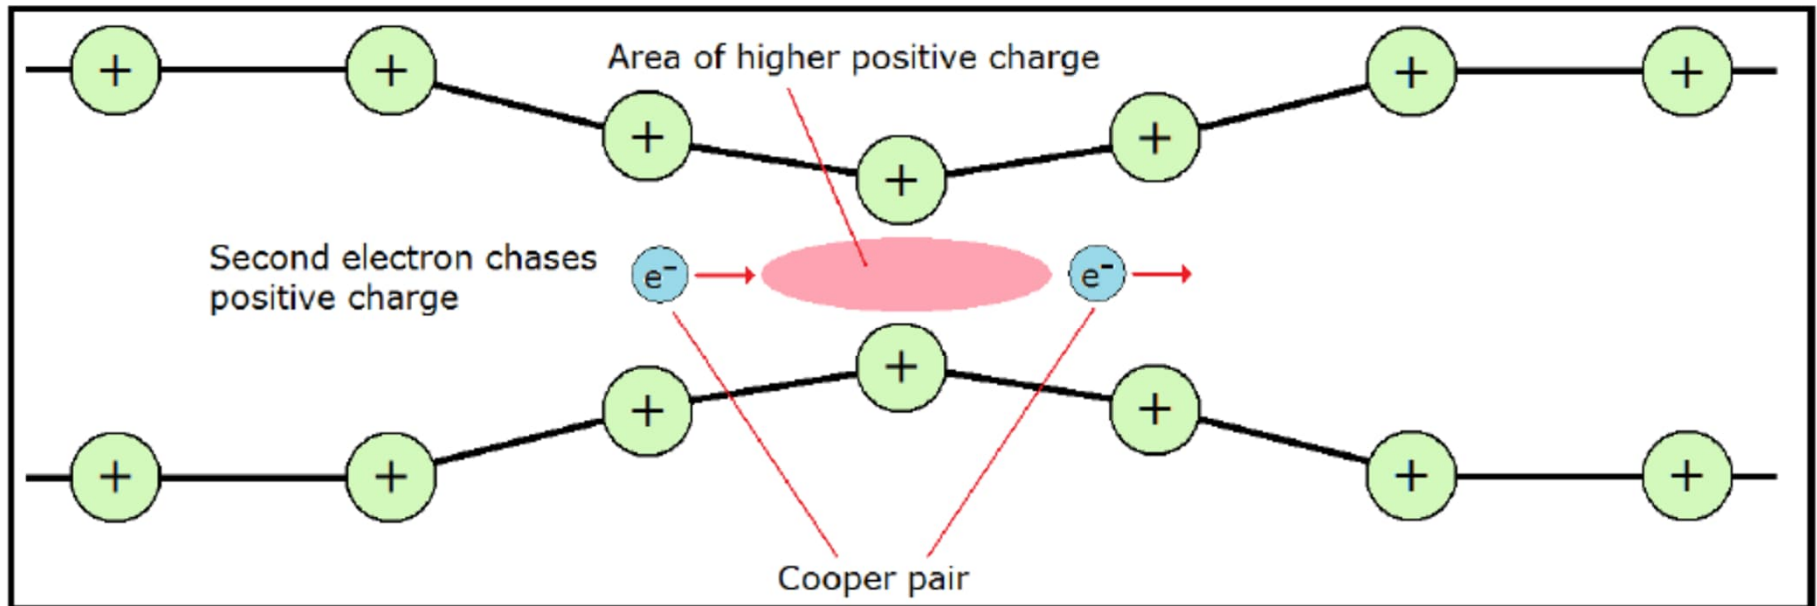 + + + +
Area of higher positive charge
+ + +
Second electron chases
positive charge
e⁻ e⁻
+ + +
+ + + +
Cooper pair